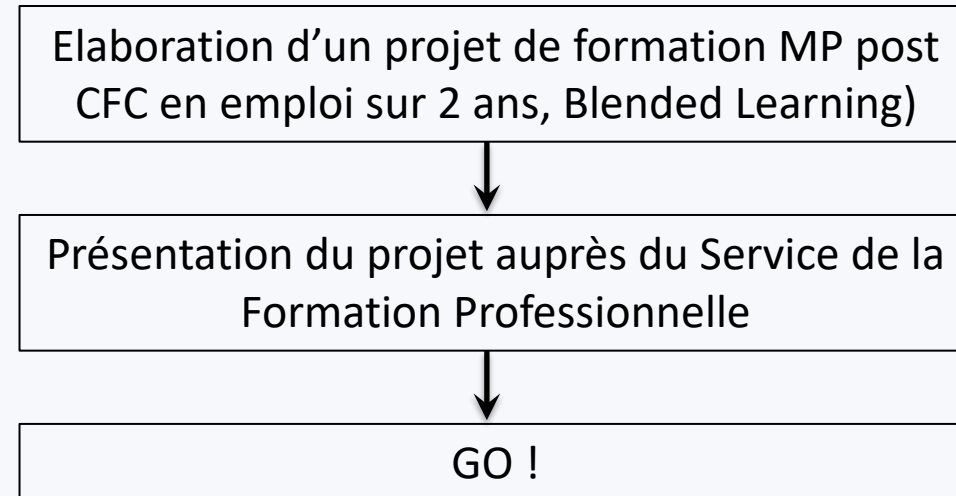 Elaboration d’un projet de formation MP post
CFC en emploi sur 2 ans, Blended Learning)
Présentation du projet auprès du Service de la
Formation Professionnelle
GO !